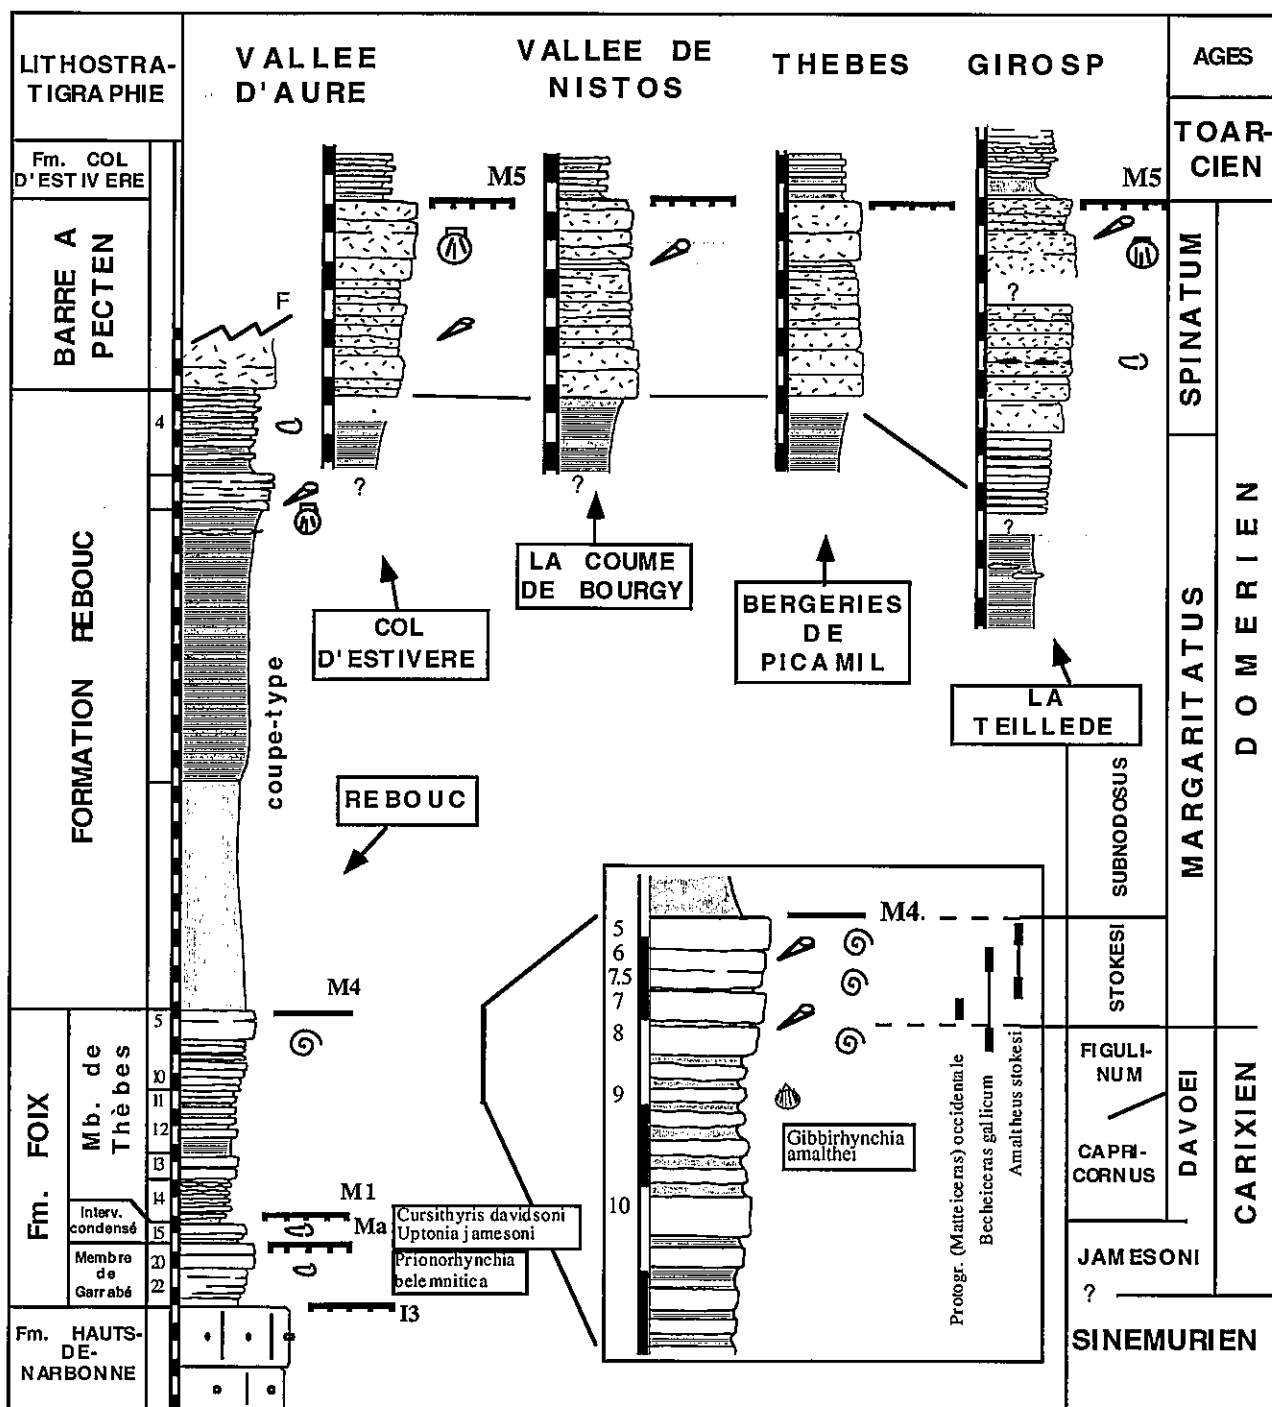 LITHOSTRA-
TIGRAPHIE
VALLEE
D'AURE
VALLEE DE
NISTOS
THEBES
GIROSP
AGES
Fm. COL
D'ESTIVERE
M5
M5
TOAR-
CIEN
BARRE A
PECTEN
F
?
SPINATUM
4
?
?
?
FORMATION REBOUC
coupe-type
COL
D'ESTIVERE
LA COUME
DE BOURGY
BERGERIES
DE
PICAMIL
LA
TEILLEDE
REBOUC
MARGARITATUS
DOMERIEN
SUBNODOSUS
STOKESI
M4
M4.
5
6
7,5
7
8
9
10
Gibbirhynchia
amalthei
Protogr. (Matteiceras) occidentale
Becheiceras gallicum
Amaltheus stokesi
FIGULI-
NUM
CAPRI-
CORNUS
DAVOEI
CARIXIEN
JAMESONI
?
SINEMURIEN
Fm. FOIX
Mb. de
Thèbes
5
10
11
12
13
14
Interv.
condensé
15
Membre
de
Garrabé
20
22
M1
Ma
Cursithyris davidsoni
Uptonia jamesoni
Prionorhynchia
belemnitica
I3
Fm. HAUTS-
DE-
NARBONNE